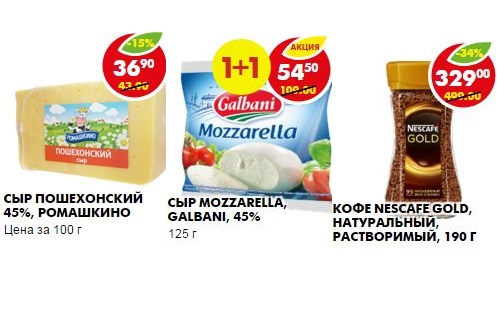 -15%
36 90
43.90
РОМАШКИНО
ПОШЕХОНСКИЙ
сыр
СЫР ПОШЕХОНСКИЙ
45%, РОМАШКИНО
Цена за 100 г
1+1
АКЦИЯ
54 50
109.00
Galbani
Mozzarella
СЫР MOZZARELLA,
GALBANI, 45%
125 г
-34%
329 00
499.00
NESCAFÉ
GOLD
КОФЕ NESCAFE GOLD,
НАТУРАЛЬНЫЙ,
РАСТВОРИМЫЙ, 190 Г